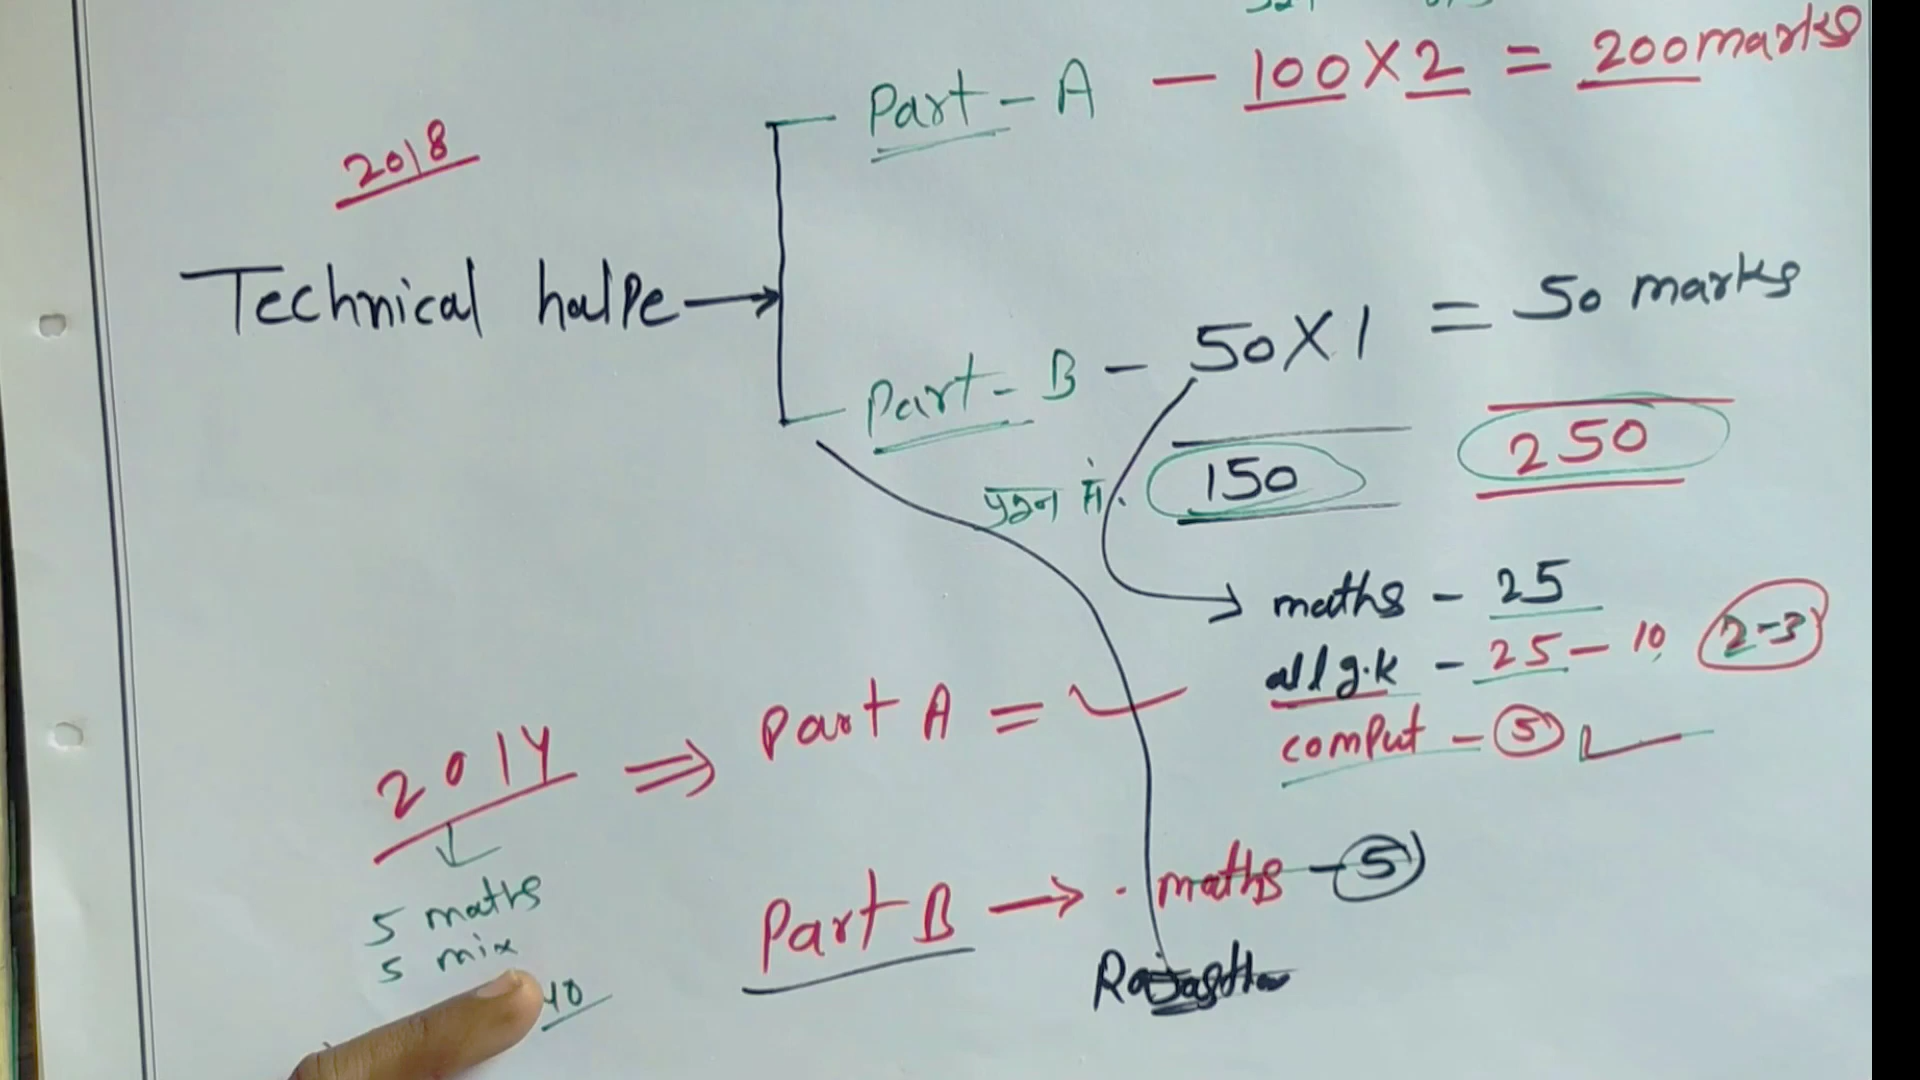 Part - A - 100 X 2 = 200 marks
2018
Technical halpe →
Part - B - 50 X 1 = 50 marks
प्रश्न में. 150 250
maths - 25
all g.k - 25 - 10 2-3
comput - 5
2014 ⇒ Part A =
Part B → maths - 5
5 maths
5 mix
40